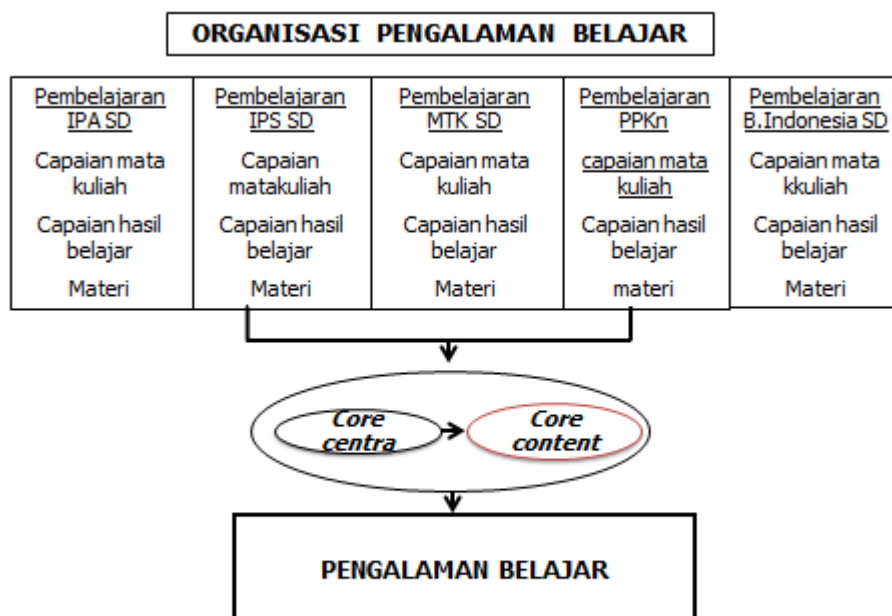 ORGANISASI PENGALAMAN BELAJAR
Pembelajaran
IPA SD
Capaian mata
kuliah
Capaian hasil
belajar
Materi
Pembelajaran
IPS SD
Capaian
matakuliah
Capaian hasil
belajar
Materi
Pembelajaran
MTK SD
Capaian mata
kuliah
Capaian hasil
belajar
Materi
Pembelajaran
PPKn
capaian mata
kuliah
Capaian hasil
belajar
materi
Pembelajaran
B.Indonesia SD
Capaian mata
kkuliah
Capaian hasil
belajar
Materi
Core
centra
Core
content
PENGALAMAN BELAJAR